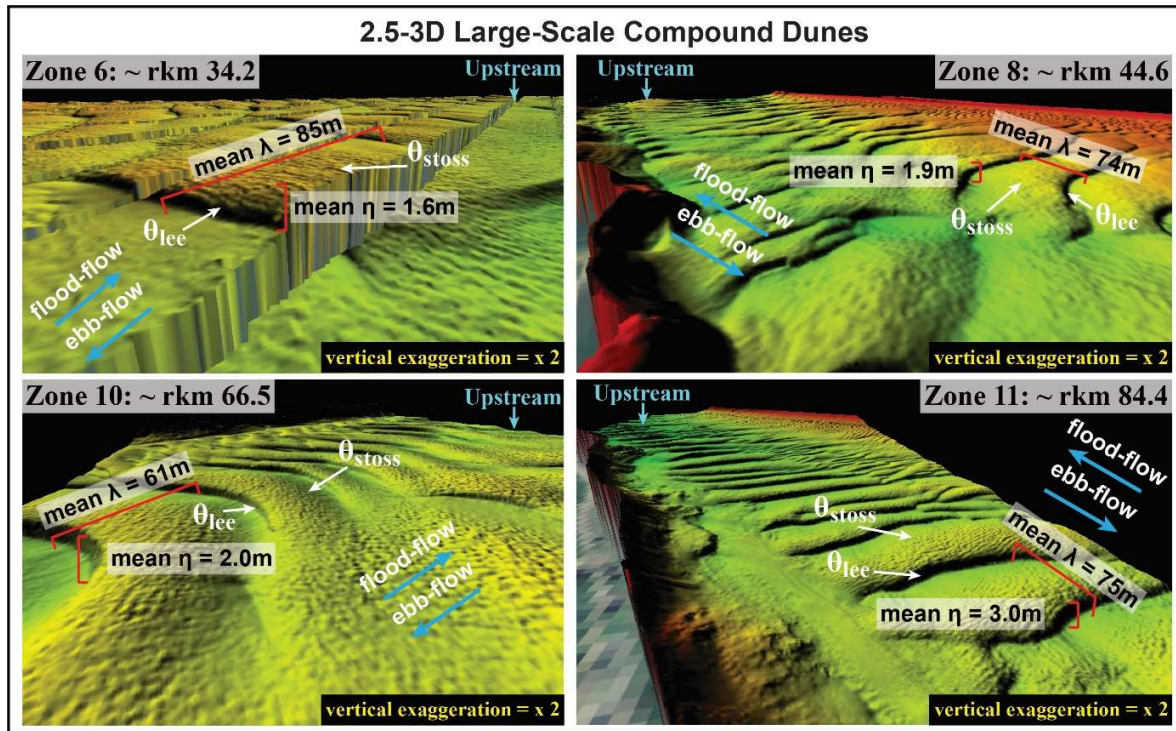 2.5-3D Large-Scale Compound Dunes
Zone 6: ~ rkm 34.2
Upstream
mean λ = 85m
θstoss
mean η = 1.6m
θlee
flood-flow
ebb-flow
vertical exaggeration = x 2
Upstream
Zone 8: ~ rkm 44.6
mean λ = 74m
mean η = 1.9m
θstoss
θlee
flood-flow
ebb-flow
vertical exaggeration = x 2
Zone 10: ~ rkm 66.5
Upstream
θstoss
mean λ = 61m
θlee
mean η = 2.0m
flood-flow
ebb-flow
vertical exaggeration = x 2
Upstream
Zone 11: ~ rkm 84.4
flood-flow
ebb-flow
θstoss
mean λ = 75m
θlee
mean η = 3.0m
vertical exaggeration = x 2